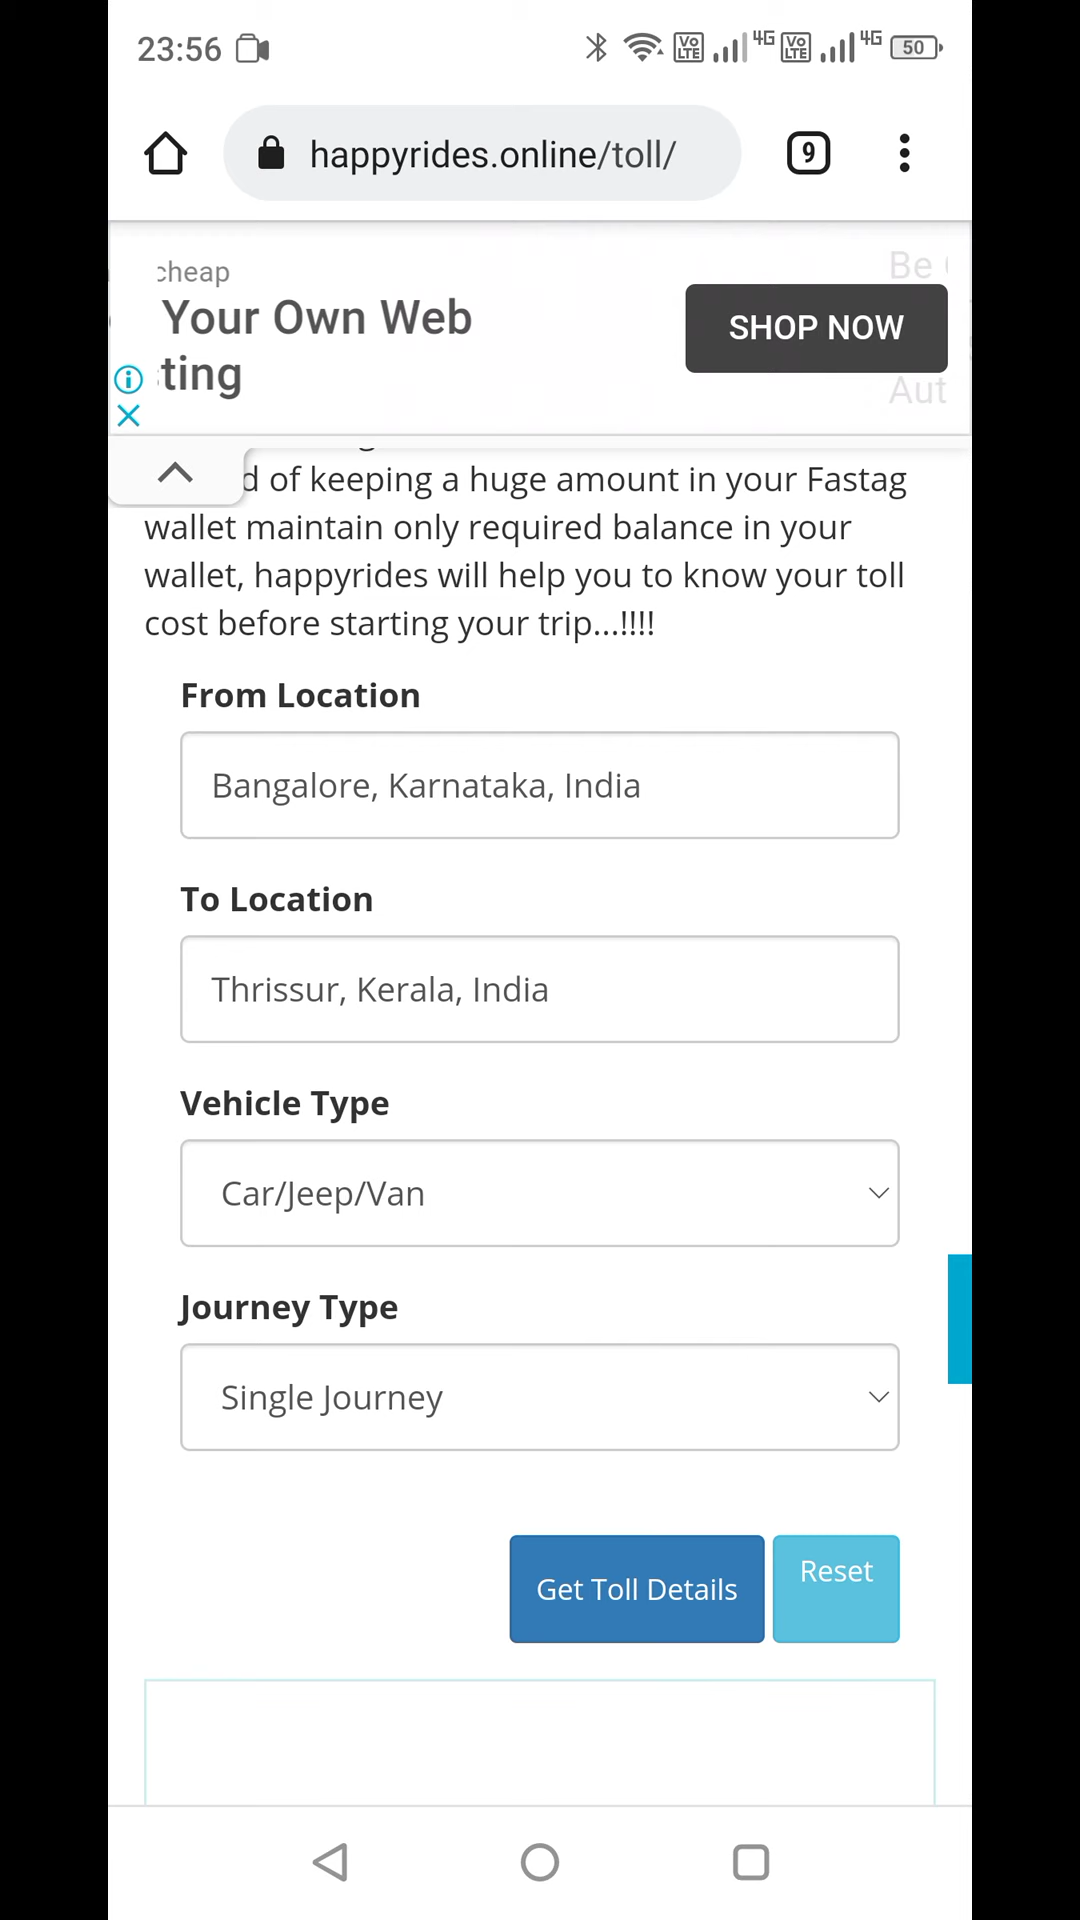 23:56 4G 4G 50
happyrides.online/toll/ 9
Be
Your Own Web
SHOP NOW
Aut
of keeping a huge amount in your Fastag
wallet maintain only required balance in your
wallet, happyrides will help you to know your toll
cost before starting your trip...!!!!
From Location
Bangalore, Karnataka, India
To Location
Thrissur, Kerala, India
Vehicle Type
Car/Jeep/Van
Journey Type
Single Journey
Get Toll Details
Reset